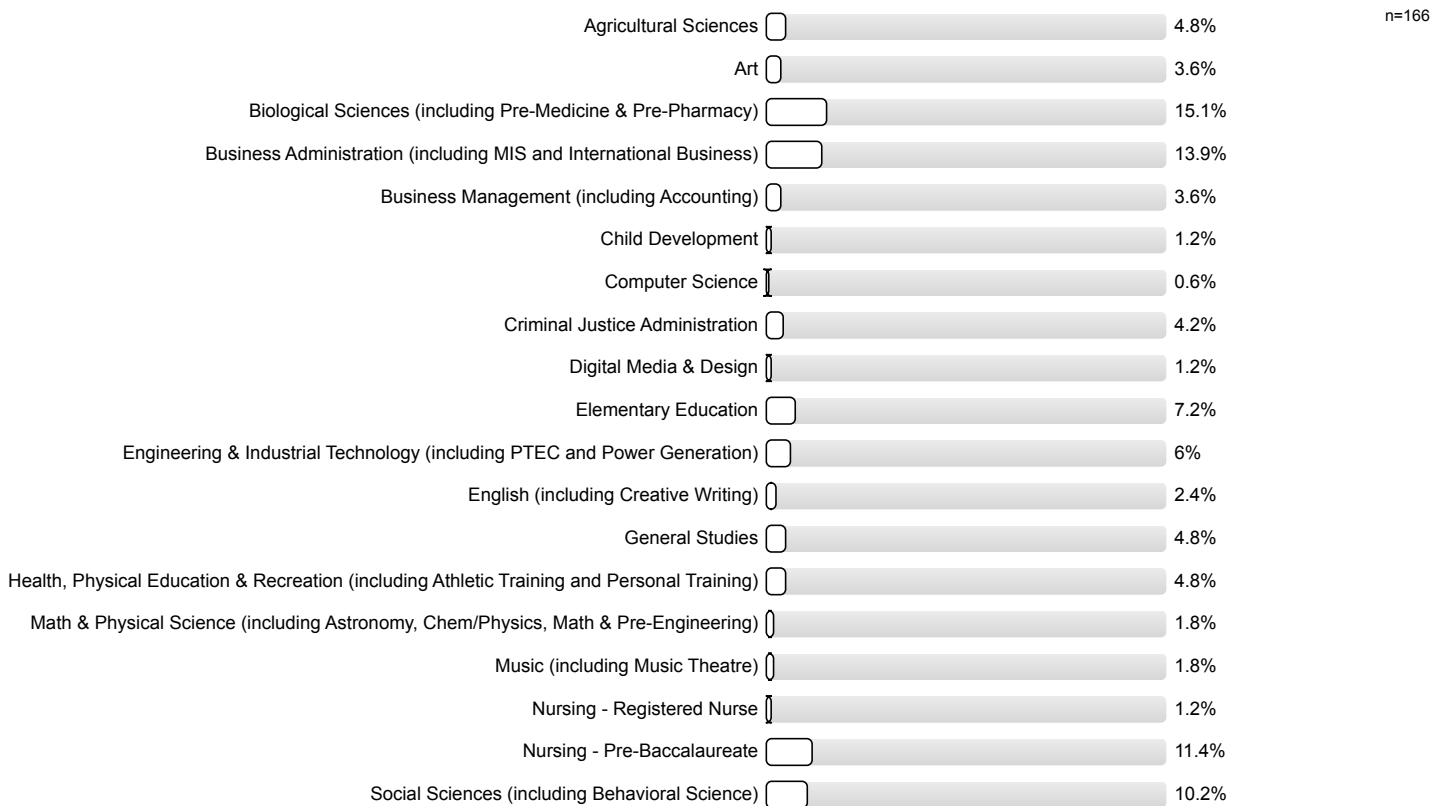 n=166
Agricultural Sciences 4.8%
Art 3.6%
Biological Sciences (including Pre-Medicine & Pre-Pharmacy) 15.1%
Business Administration (including MIS and International Business) 13.9%
Business Management (including Accounting) 3.6%
Child Development 1.2%
Computer Science 0.6%
Criminal Justice Administration 4.2%
Digital Media & Design 1.2%
Elementary Education 7.2%
Engineering & Industrial Technology (including PTEC and Power Generation) 6%
English (including Creative Writing) 2.4%
General Studies 4.8%
Health, Physical Education & Recreation (including Athletic Training and Personal Training) 4.8%
Math & Physical Science (including Astronomy, Chem/Physics, Math & Pre-Engineering) 1.8%
Music (including Music Theatre) 1.8%
Nursing - Registered Nurse 1.2%
Nursing - Pre-Baccalaureate 11.4%
Social Sciences (including Behavioral Science) 10.2%